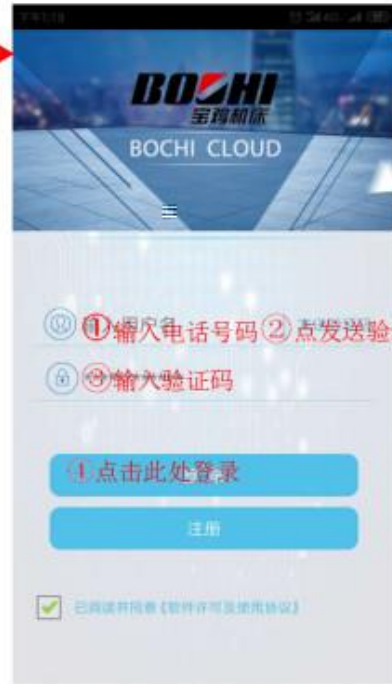 BOCHI
宝鸡机床
BOCHI CLOUD
①输入电话号码②点发送验
③输入验证码
④点击此处登录
注册
已阅读并同意《软件许可及使用协议》